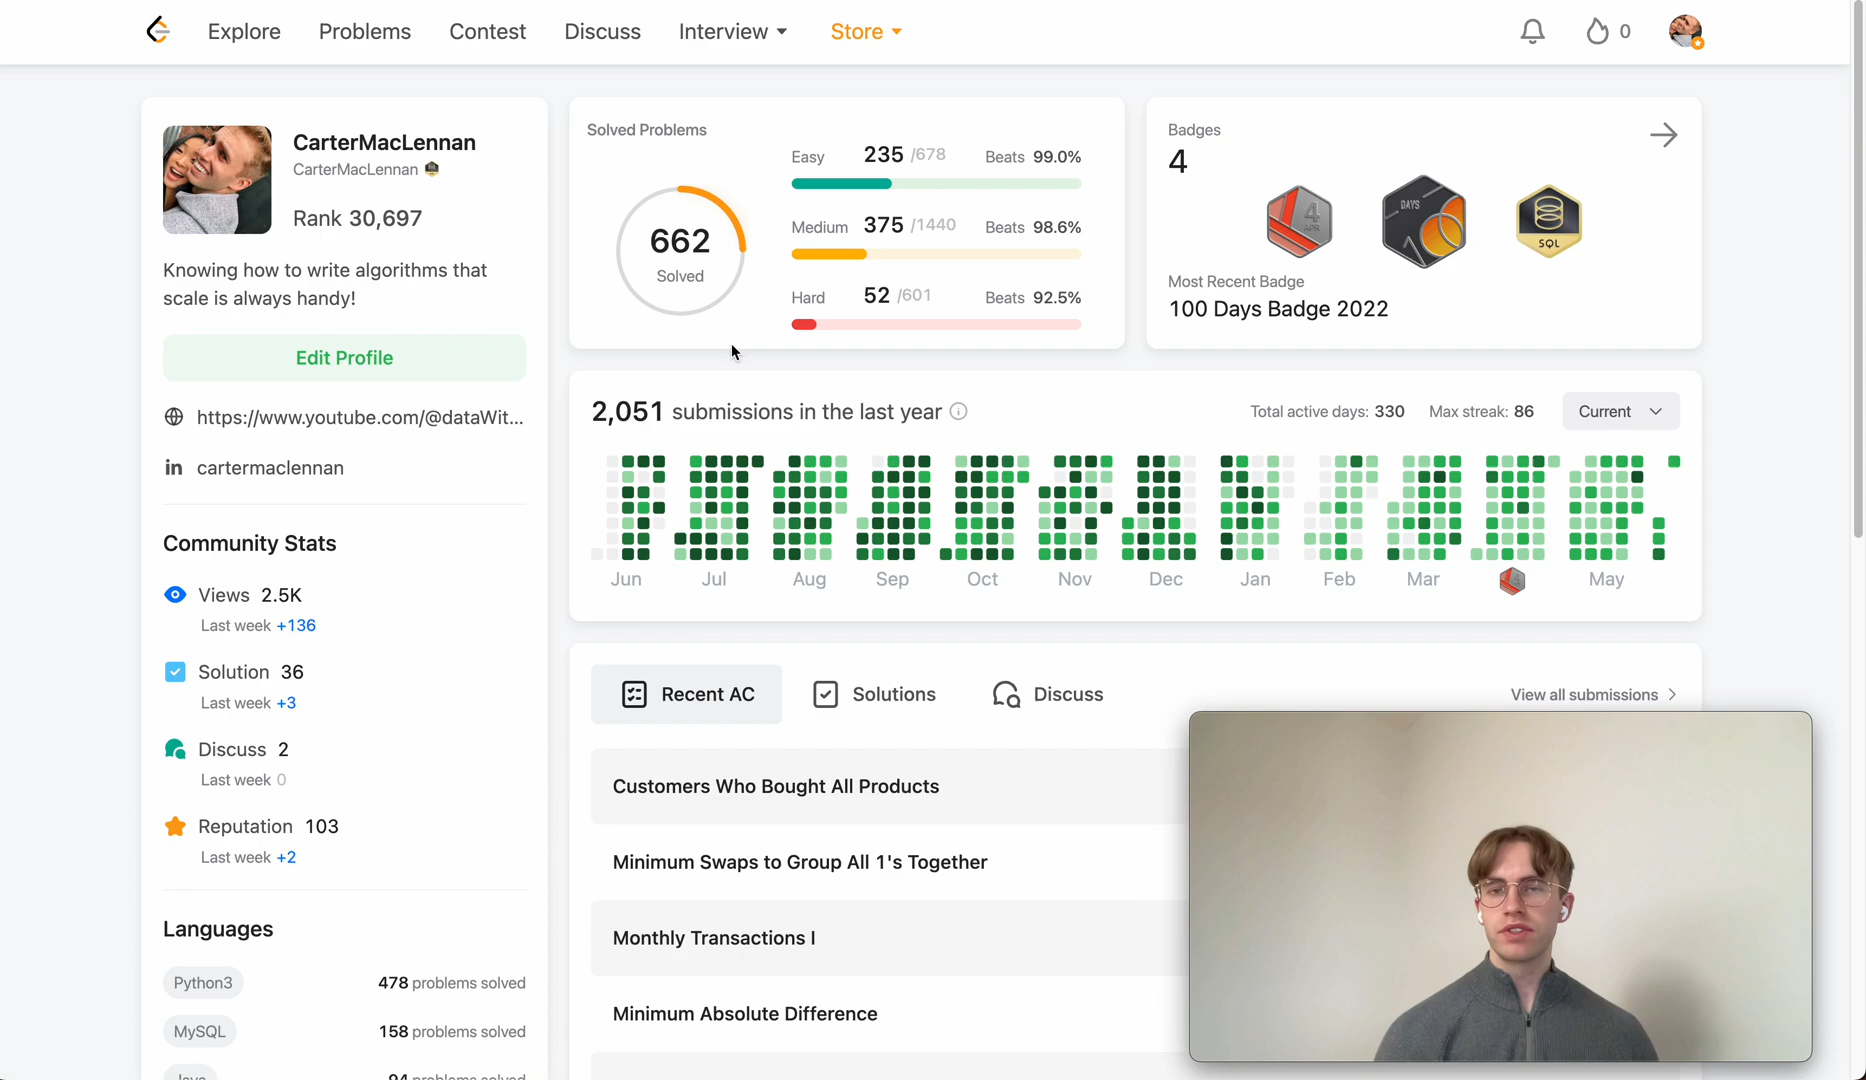 Explore Problems Contest Discuss Interview Store 0
CarterMacLennan
CarterMacLennan
Rank 30,697
Knowing how to write algorithms that
scale is always handy!
Edit Profile
https://www.youtube.com/@dataWit...
in cartermaclennan
Community Stats
Views 2.5K
Last week +136
Solution 36
Last week +3
Discuss 2
Last week 0
Reputation 103
Last week +2
Languages
Python3 478 problems solved
MySQL 158 problems solved
Java 94 problems solved
Solved Problems
662
Solved
Easy 235 /678 Beats 99.0%
Medium 375 /1440 Beats 98.6%
Hard 52 /601 Beats 92.5%
Badges
4
4
APR
DAYS
SQL
Most Recent Badge
100 Days Badge 2022
2,051 submissions in the last year
Total active days: 330 Max streak: 86 Current
Jun Jul Aug Sep Oct Nov Dec Jan Feb Mar May
Recent AC Solutions Discuss View all submissions
Customers Who Bought All Products
Minimum Swaps to Group All 1's Together
Monthly Transactions I
Minimum Absolute Difference